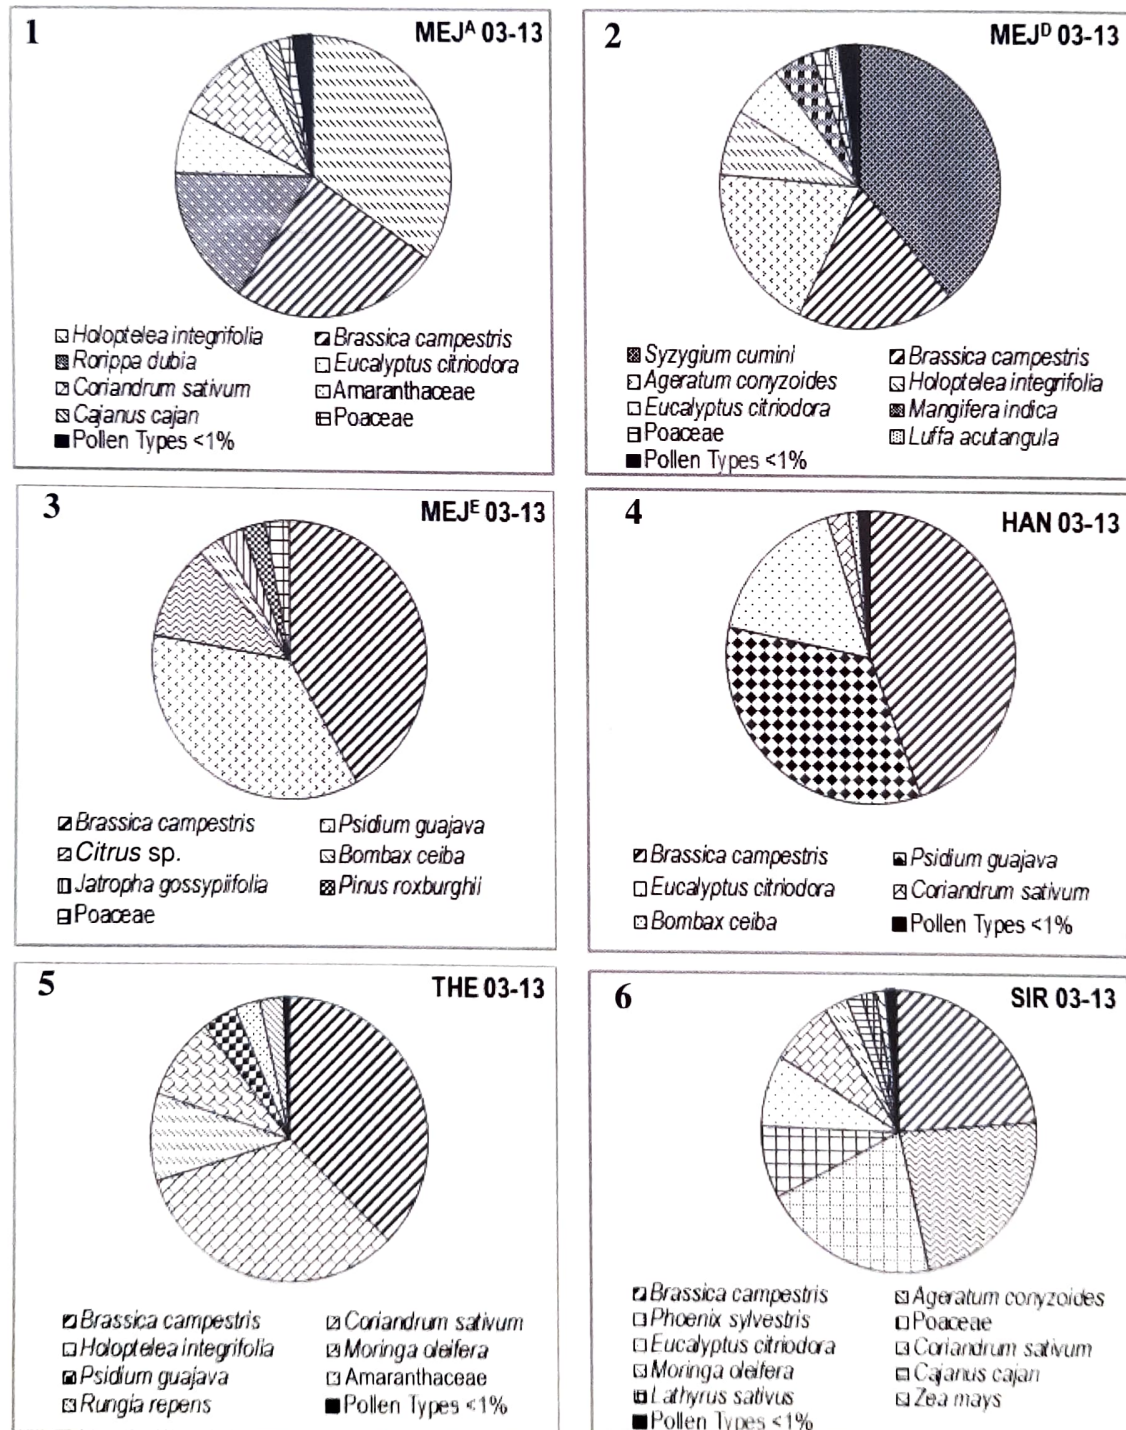 1
MEJᴬ 03-13
Holoptelea integrifolia
Brassica campestris
Rorippa dubia
Eucalyptus citriodora
Coriandrum sativum
Amaranthaceae
Cajanus cajan
Poaceae
Pollen Types <1%
2
MEJᴰ 03-13
Syzygium cumini
Brassica campestris
Ageratum conyzoides
Holoptelea integrifolia
Eucalyptus citriodora
Mangifera indica
Poaceae
Luffa acutangula
Pollen Types <1%
3
MEJᴱ 03-13
Brassica campestris
Psidium guajava
Citrus sp.
Bombax ceiba
Jatropha gossypiifolia
Pinus roxburghii
Poaceae
4
HAN 03-13
Brassica campestris
Psidium guajava
Eucalyptus citriodora
Coriandrum sativum
Bombax ceiba
Pollen Types <1%
5
THE 03-13
Brassica campestris
Coriandrum sativum
Holoptelea integrifolia
Moringa oleifera
Psidium guajava
Amaranthaceae
Rungia repens
Pollen Types <1%
6
SIR 03-13
Brassica campestris
Ageratum conyzoides
Phoenix sylvestris
Poaceae
Eucalyptus citriodora
Coriandrum sativum
Moringa oleifera
Cajanus cajan
Lathyrus sativus
Zea mays
Pollen Types <1%